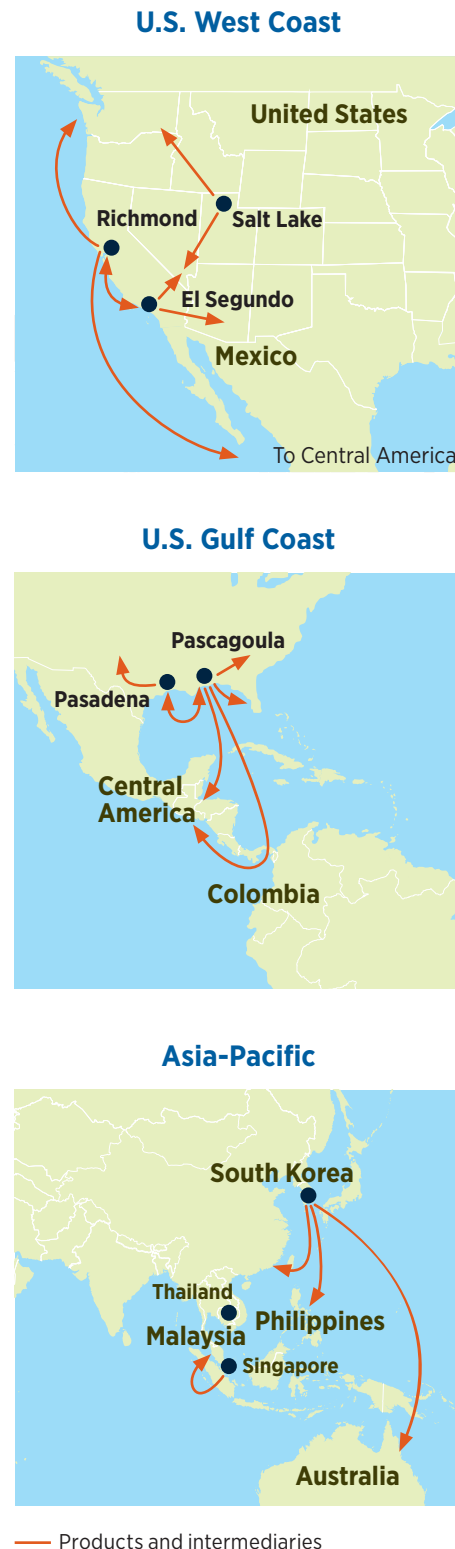 U.S. West Coast
United States
Richmond
Salt Lake
El Segundo
Mexico
To Central America
U.S. Gulf Coast
Pascagoula
Pasadena
Central
America
Colombia
Asia-Pacific
South Korea
Thailand
Philippines
Malaysia
Singapore
Australia
Products and intermediaries